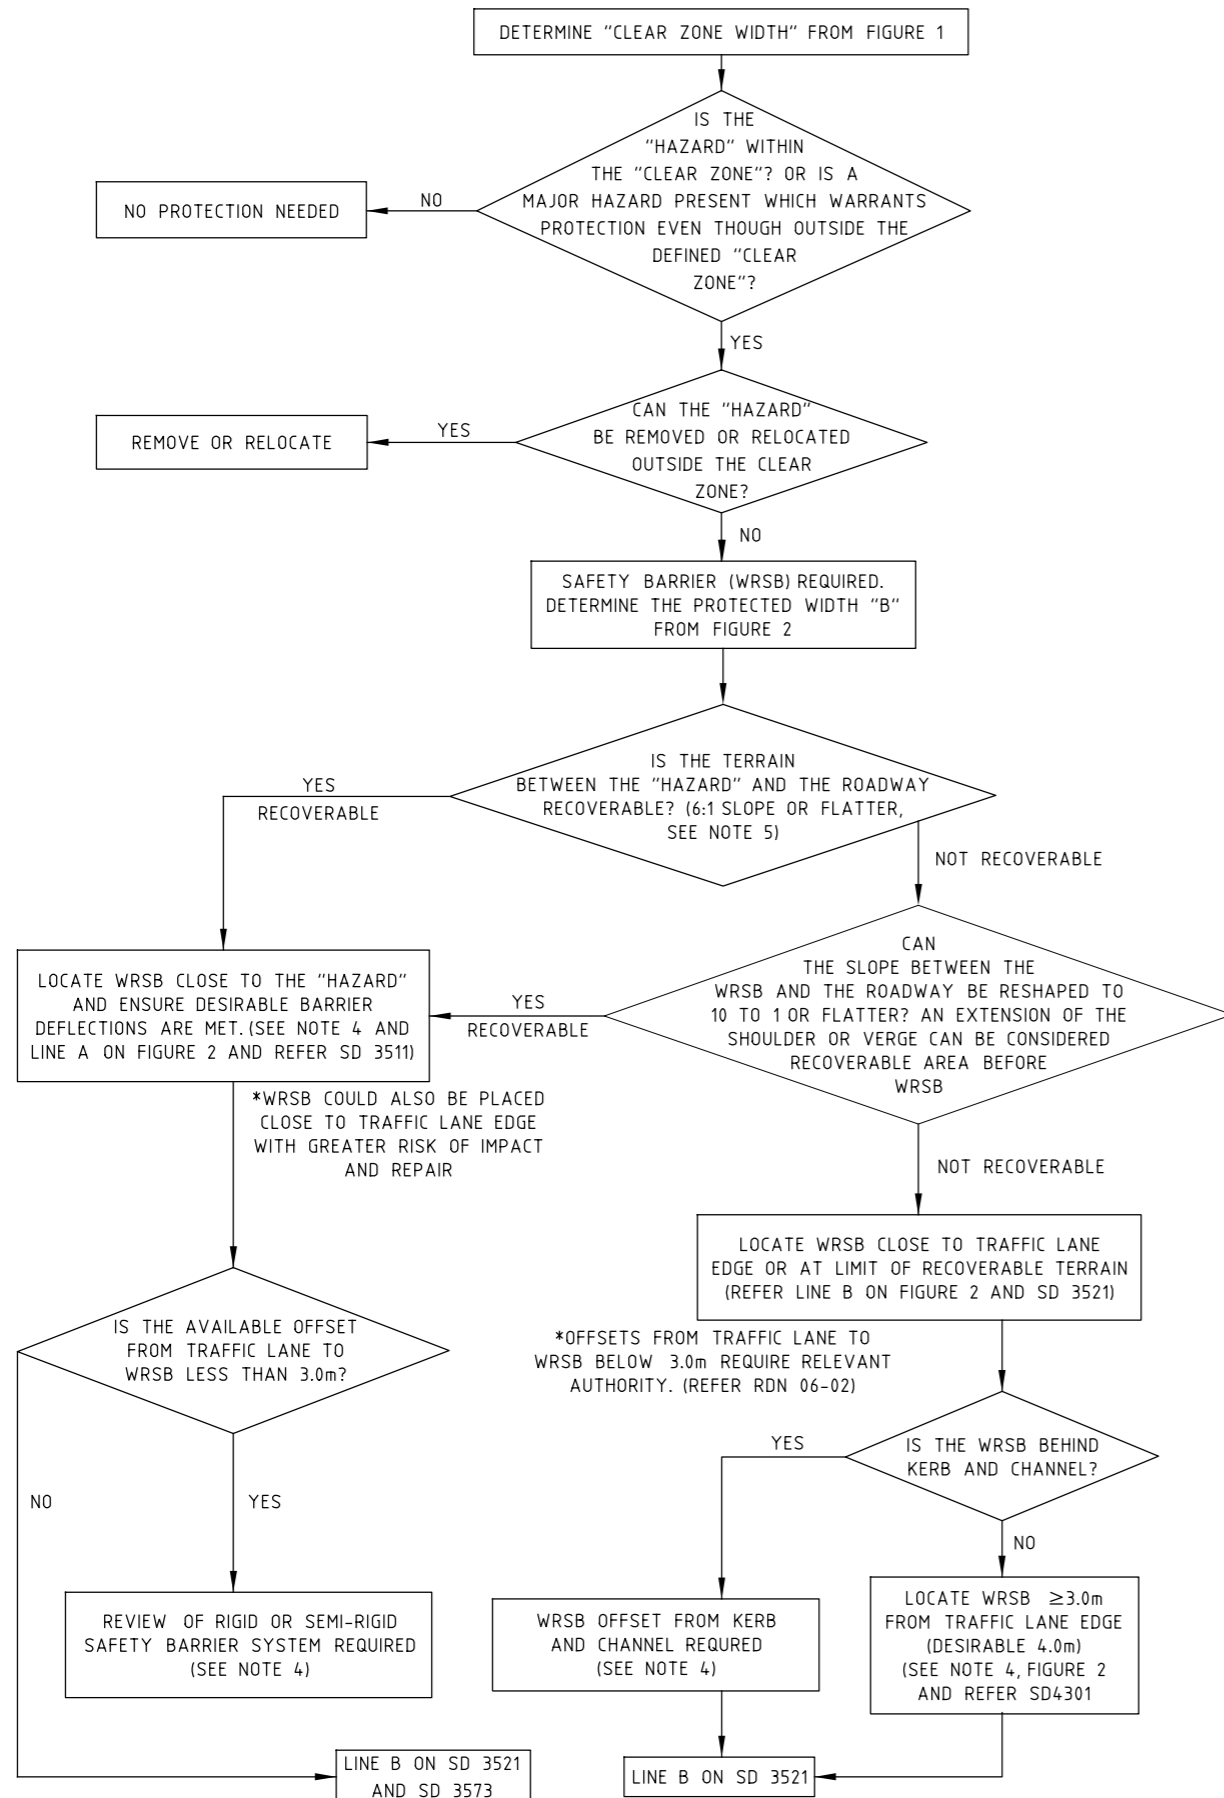 DETERMINE "CLEAR ZONE WIDTH" FROM FIGURE 1
IS THE
"HAZARD" WITHIN
THE "CLEAR ZONE"? OR IS A
MAJOR HAZARD PRESENT WHICH WARRANTS
PROTECTION EVEN THOUGH OUTSIDE THE
DEFINED "CLEAR
ZONE"?
NO
NO PROTECTION NEEDED
YES
CAN THE "HAZARD"
BE REMOVED OR RELOCATED
OUTSIDE THE CLEAR
ZONE?
YES
REMOVE OR RELOCATE
NO
SAFETY BARRIER (WRSB) REQUIRED.
DETERMINE THE PROTECTED WIDTH "B"
FROM FIGURE 2
IS THE TERRAIN
BETWEEN THE "HAZARD" AND THE ROADWAY
RECOVERABLE? (6:1 SLOPE OR FLATTER,
SEE NOTE 5)
YES
RECOVERABLE
NOT RECOVERABLE
CAN
THE SLOPE BETWEEN THE
WRSB AND THE ROADWAY BE RESHAPED TO
10 TO 1 OR FLATTER? AN EXTENSION OF THE
SHOULDER OR VERGE CAN BE CONSIDERED
RECOVERABLE AREA BEFORE
WRSB
YES
RECOVERABLE
LOCATE WRSB CLOSE TO THE "HAZARD"
AND ENSURE DESIRABLE BARRIER
DEFLECTIONS ARE MET.(SEE NOTE 4 AND
LINE A ON FIGURE 2 AND REFER SD 3511)
*WRSB COULD ALSO BE PLACED
CLOSE TO TRAFFIC LANE EDGE
WITH GREATER RISK OF IMPACT
AND REPAIR
NOT RECOVERABLE
LOCATE WRSB CLOSE TO TRAFFIC LANE
EDGE OR AT LIMIT OF RECOVERABLE TERRAIN
(REFER LINE B ON FIGURE 2 AND SD 3521)
*OFFSETS FROM TRAFFIC LANE TO
WRSB BELOW 3.0m REQUIRE RELEVANT
AUTHORITY. (REFER RDN 06-02)
IS THE AVAILABLE OFFSET
FROM TRAFFIC LANE TO
WRSB LESS THAN 3.0m?
NO
YES
REVIEW OF RIGID OR SEMI-RIGID
SAFETY BARRIER SYSTEM REQUIRED
(SEE NOTE 4)
LINE B ON SD 3521
AND SD 3573
IS THE WRSB BEHIND
KERB AND CHANNEL?
YES
NO
WRSB OFFSET FROM KERB
AND CHANNEL REQURED
(SEE NOTE 4)
LOCATE WRSB ≥3.0m
FROM TRAFFIC LANE EDGE
(DESIRABLE 4.0m)
(SEE NOTE 4, FIGURE 2
AND REFER SD4301
LINE B ON SD 3521